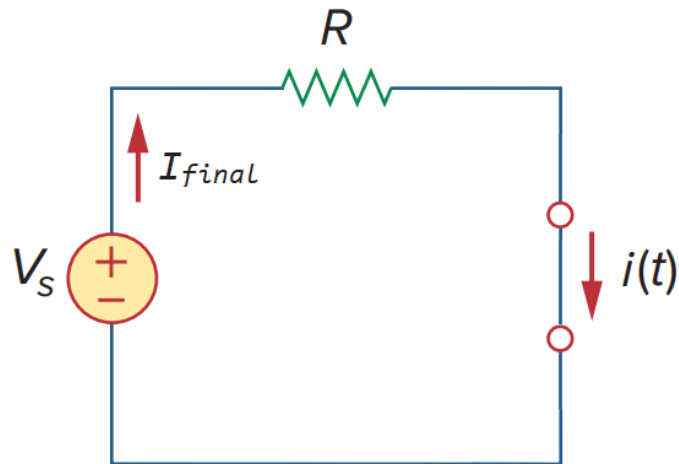 R
I_final
+
V_s
−
i(t)